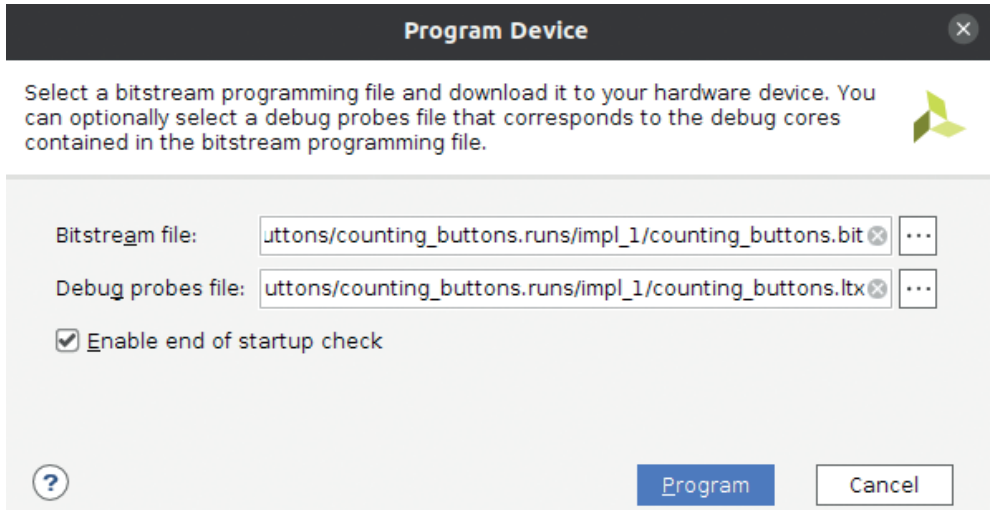 Program Device
Select a bitstream programming file and download it to your hardware device. You
can optionally select a debug probes file that corresponds to the debug cores
contained in the bitstream programming file.
Bitstream file: uttons/counting_buttons.runs/impl_1/counting_buttons.bit ...
Debug probes file: uttons/counting_buttons.runs/impl_1/counting_buttons.ltx ...
Enable end of startup check
? Program Cancel